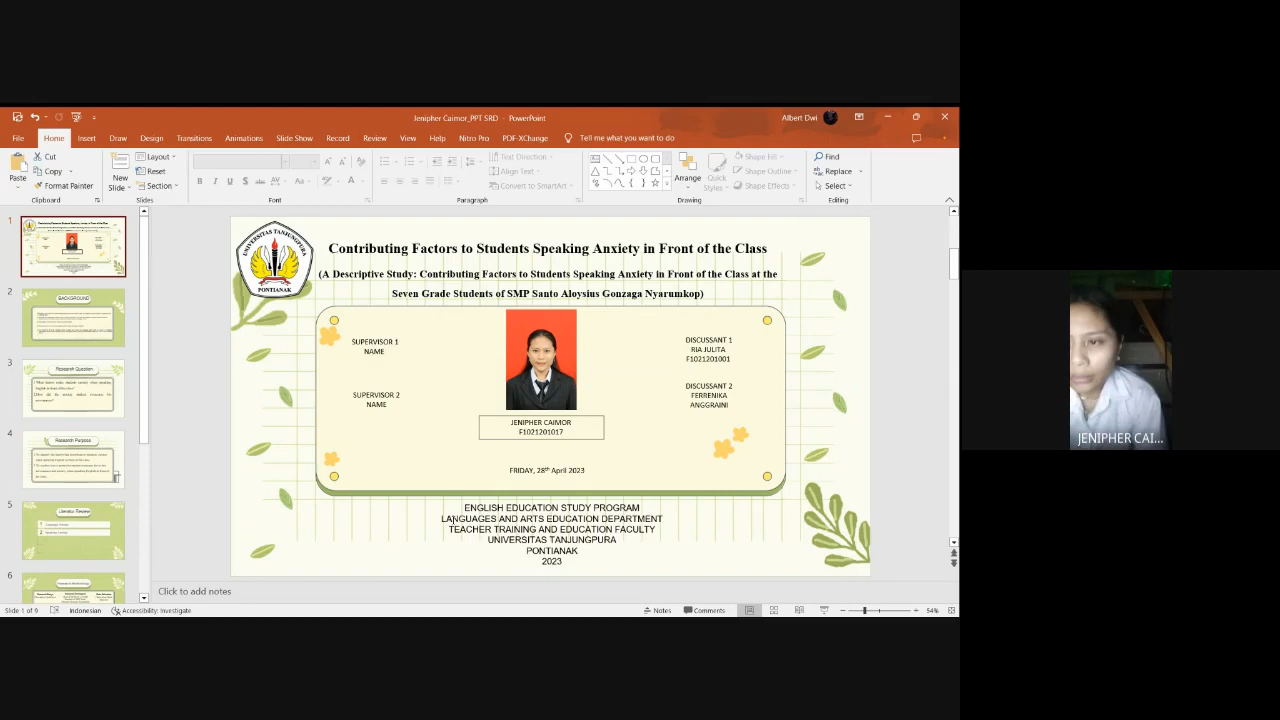 Jenipher Caimor_PPT SRD - PowerPoint
Albert Dwi
File Home Insert Draw Design Transitions Animations Slide Show Record Review View Help Nitro Pro PDF-XChange Tell me what you want to do
Paste
Cut
Copy
Format Painter
Clipboard
New
Slide
Layout
Reset
Section
Slides
Font
Text Direction
Align Text
Convert to SmartArt
Paragraph
Arrange
Quick
Styles
Shape Fill
Shape Outline
Shape Effects
Drawing
Find
Replace
Select
Editing
1
2
BACKGROUND
3
Research Question
4
Research Purpose
5
Literature Review
6
UNIVERSITAS TANJUNGPURA
PONTIANAK
Contributing Factors to Students Speaking Anxiety in Front of the Class
(A Descriptive Study: Contributing Factors to Students Speaking Anxiety in Front of the Class at the
Seven Grade Students of SMP Santo Aloysius Gonzaga Nyarumkop)
SUPERVISOR 1
NAME
SUPERVISOR 2
NAME
DISCUSSANT 1
RIA JULITA
F1021201001
DISCUSSANT 2
FERRENIKA
ANGGRAINI
JENIPHER CAIMOR
F1021201017
FRIDAY, 28th April 2023
ENGLISH EDUCATION STUDY PROGRAM
LANGUAGES AND ARTS EDUCATION DEPARTMENT
TEACHER TRAINING AND EDUCATION FACULTY
UNIVERSITAS TANJUNGPURA
PONTIANAK
2023
Click to add notes
Slide 1 of 9 Indonesian Accessibility: Investigate Notes Comments 54%
JENIPHER CAI...